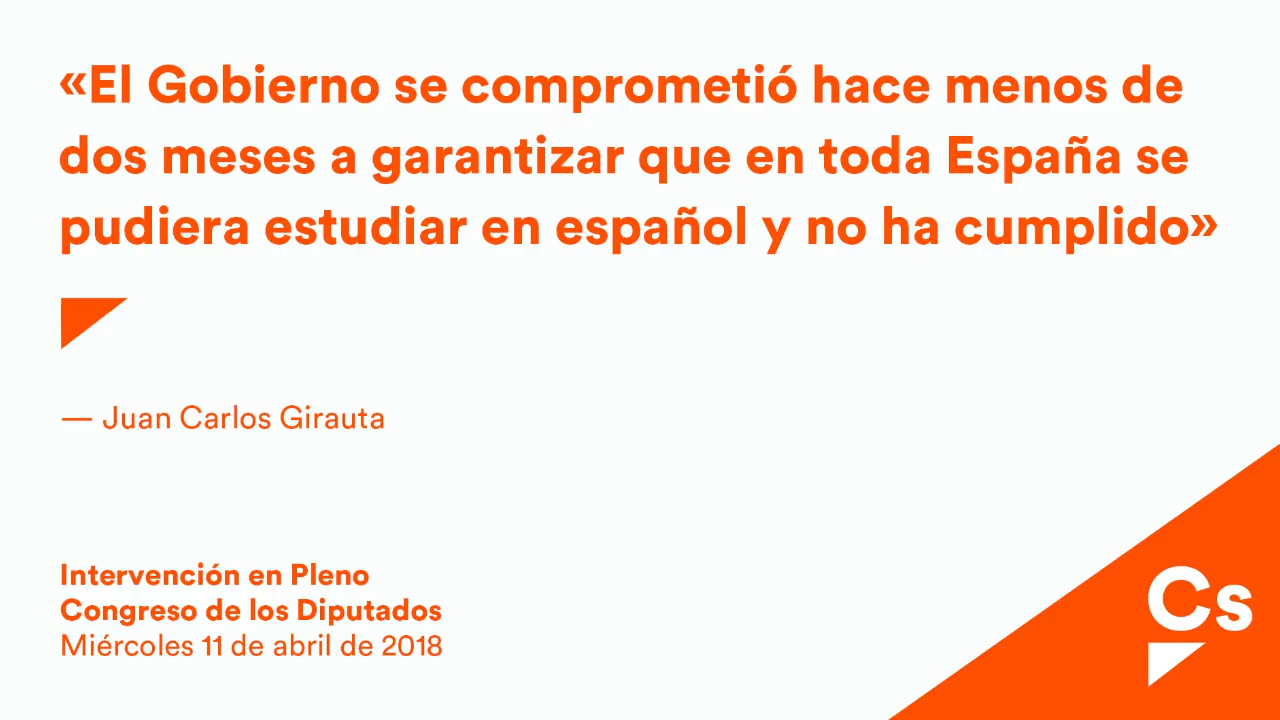 «El Gobierno se comprometió hace menos de
dos meses a garantizar que en toda España se
pudiera estudiar en español y no ha cumplido»
— Juan Carlos Girauta
Intervención en Pleno
Congreso de los Diputados
Miércoles 11 de abril de 2018
Cs